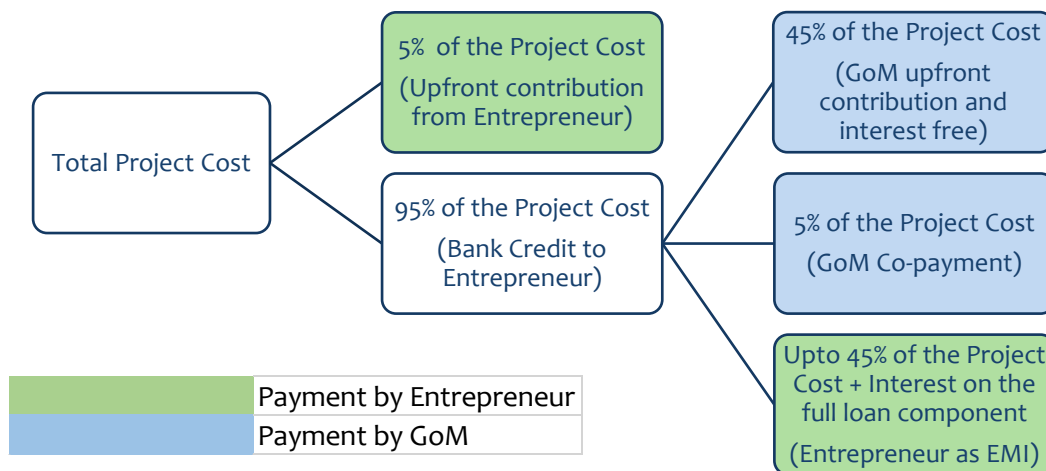 Total Project Cost
5% of the Project Cost
(Upfront contribution
from Entrepreneur)
95% of the Project Cost
(Bank Credit to
Entrepreneur)
45% of the Project Cost
(GoM upfront
contribution and
interest free)
5% of the Project Cost
(GoM Co-payment)
Upto 45% of the Project
Cost + Interest on the
full loan component
(Entrepreneur as EMI)
Payment by Entrepreneur
Payment by GoM